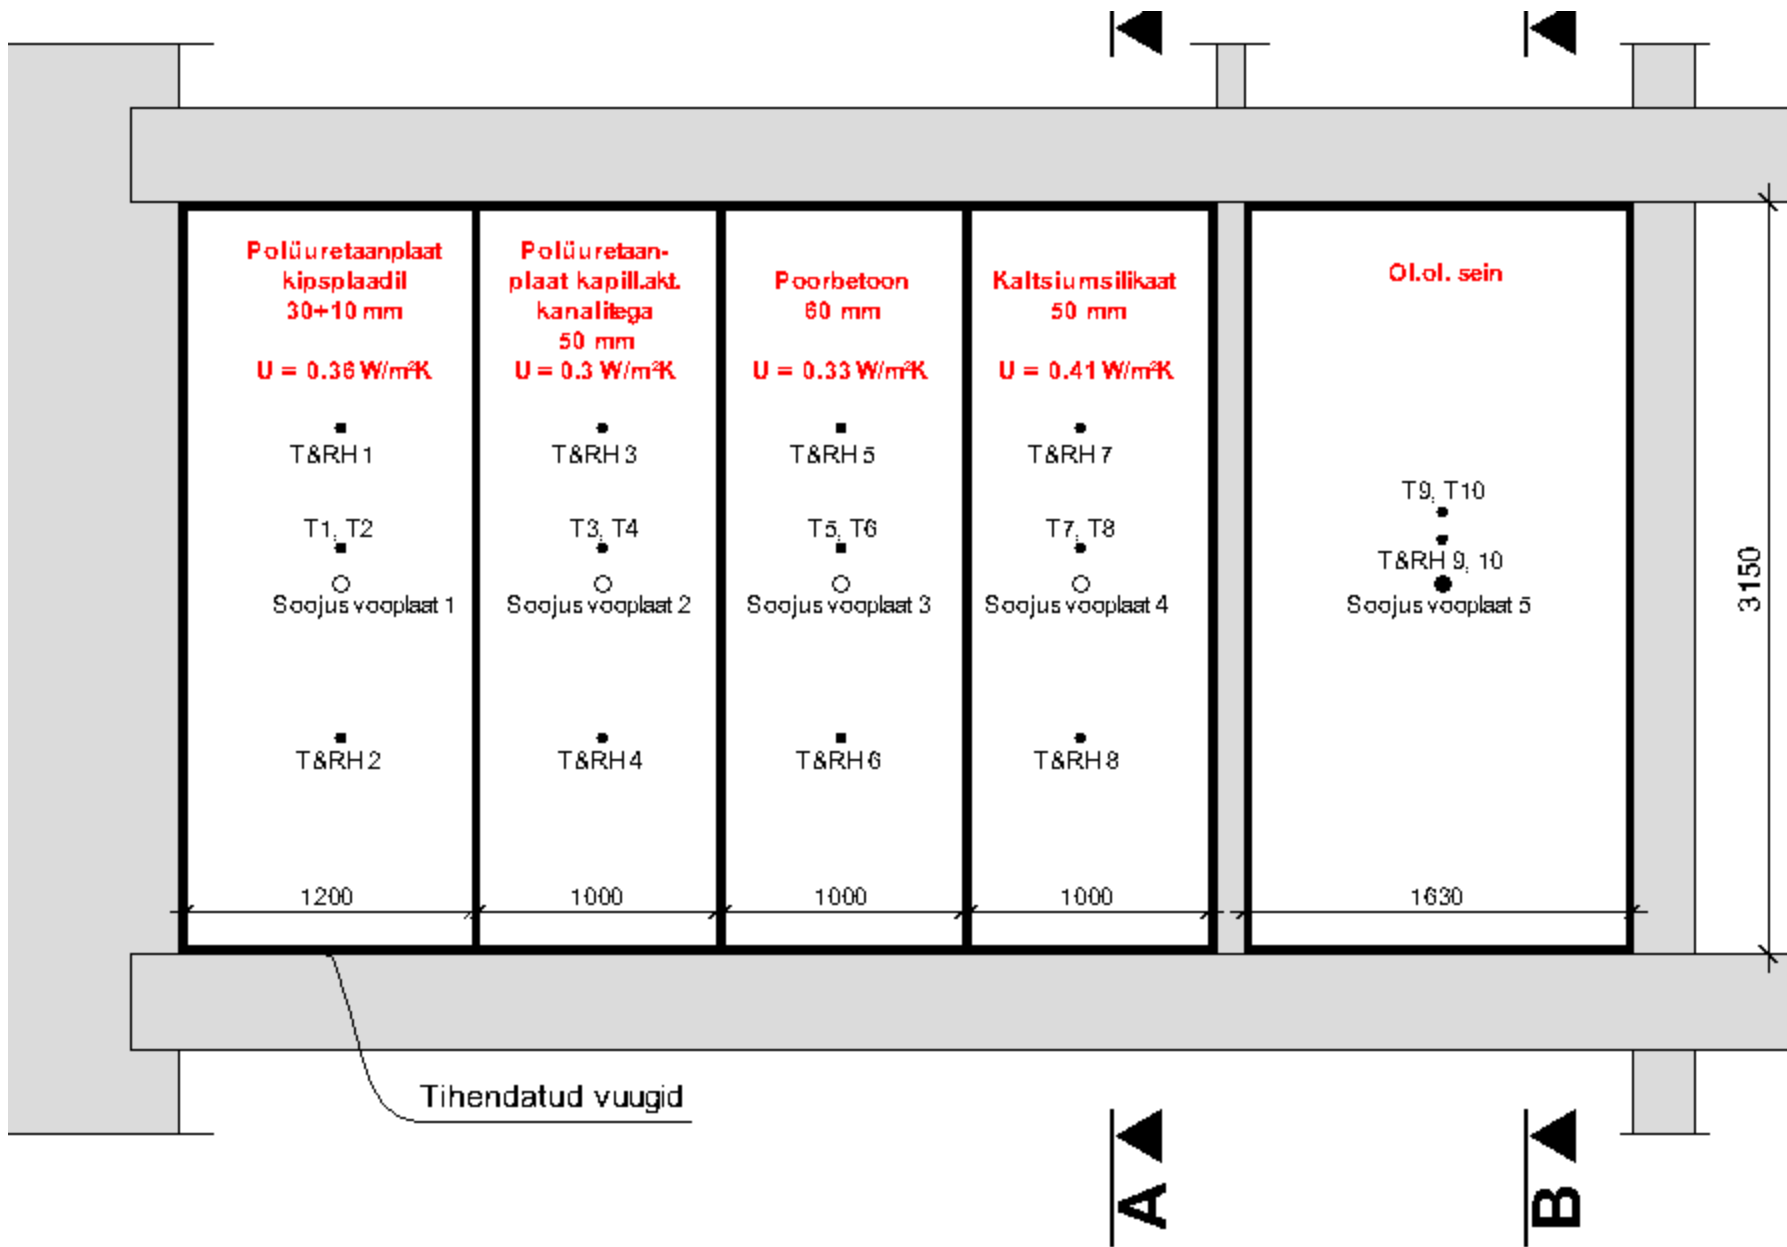 Polüuretaanplaat
kipsplaadil
30+10 mm
U = 0.36 W/m²K
T&RH 1
T1, T2
Soojusvooplaat 1
T&RH 2
1200
Polüuretaan-
plaat kapill.akt.
kanalitega
50 mm
U = 0.3 W/m²K
T&RH 3
T3, T4
Soojusvooplaat 2
T&RH 4
1000
Poorbetoon
60 mm
U = 0.33 W/m²K
T&RH 5
T5, T6
Soojusvooplaat 3
T&RH 6
1000
Kaltsiumsilikaat
50 mm
U = 0.41 W/m²K
T&RH 7
T7, T8
Soojusvooplaat 4
T&RH 8
1000
Ol.ol. sein
T9, T10
T&RH 9, 10
Soojusvooplaat 5
1630
3150
Tihendatud vuugid
A
B